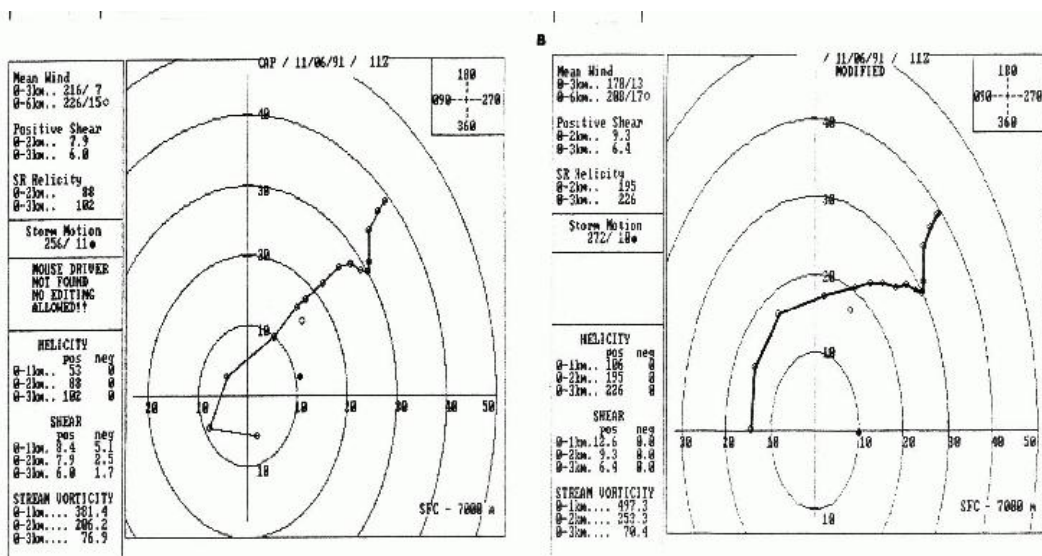 CAP / 11/06/91 / 11Z
Mean Wind
0-3km.. 216/ 7
0-6km.. 226/15
Positive Shear
0-2km.. 7.9
0-3km.. 6.0
SR Helicity
0-2km.. 88
0-3km.. 102
Storm Motion
256/ 11
MOUSE DRIVER
NOT FOUND
NO EDITING
ALLOWED!!
HELICITY
pos neg
0-1km.. 53 0
0-2km.. 88 0
0-3km.. 102 0
SHEAR
pos neg
0-1km. 8.4 5.1
0-2km. 7.9 2.5
0-3km. 6.0 1.7
STREAM VORTICITY
0-1km.... 381.4
0-2km.... 206.2
0-3km.... 76.9
180
090 270
360
40
30
20
10
20 10 10 20 30 40 50
10
SFC - 7000 m
B
/ 11/06/91 / 11Z
MODIFIED
Mean Wind
0-3km.. 178/13
0-6km.. 208/17
Positive Shear
0-2km.. 9.3
0-3km.. 6.4
SR Helicity
0-2km.. 195
0-3km.. 226
Storm Motion
272/ 10
HELICITY
pos neg
0-1km.. 106 0
0-2km.. 195 0
0-3km.. 226 0
SHEAR
pos neg
0-1km. 12.6 0.0
0-2km. 9.3 0.0
0-3km. 6.4 0.0
STREAM VORTICITY
0-1km.... 497.3
0-2km.... 253.3
0-3km.... 70.4
180
090 270
360
40
30
20
10
30 20 10 10 20 30 40 50
10
SFC - 7000 m